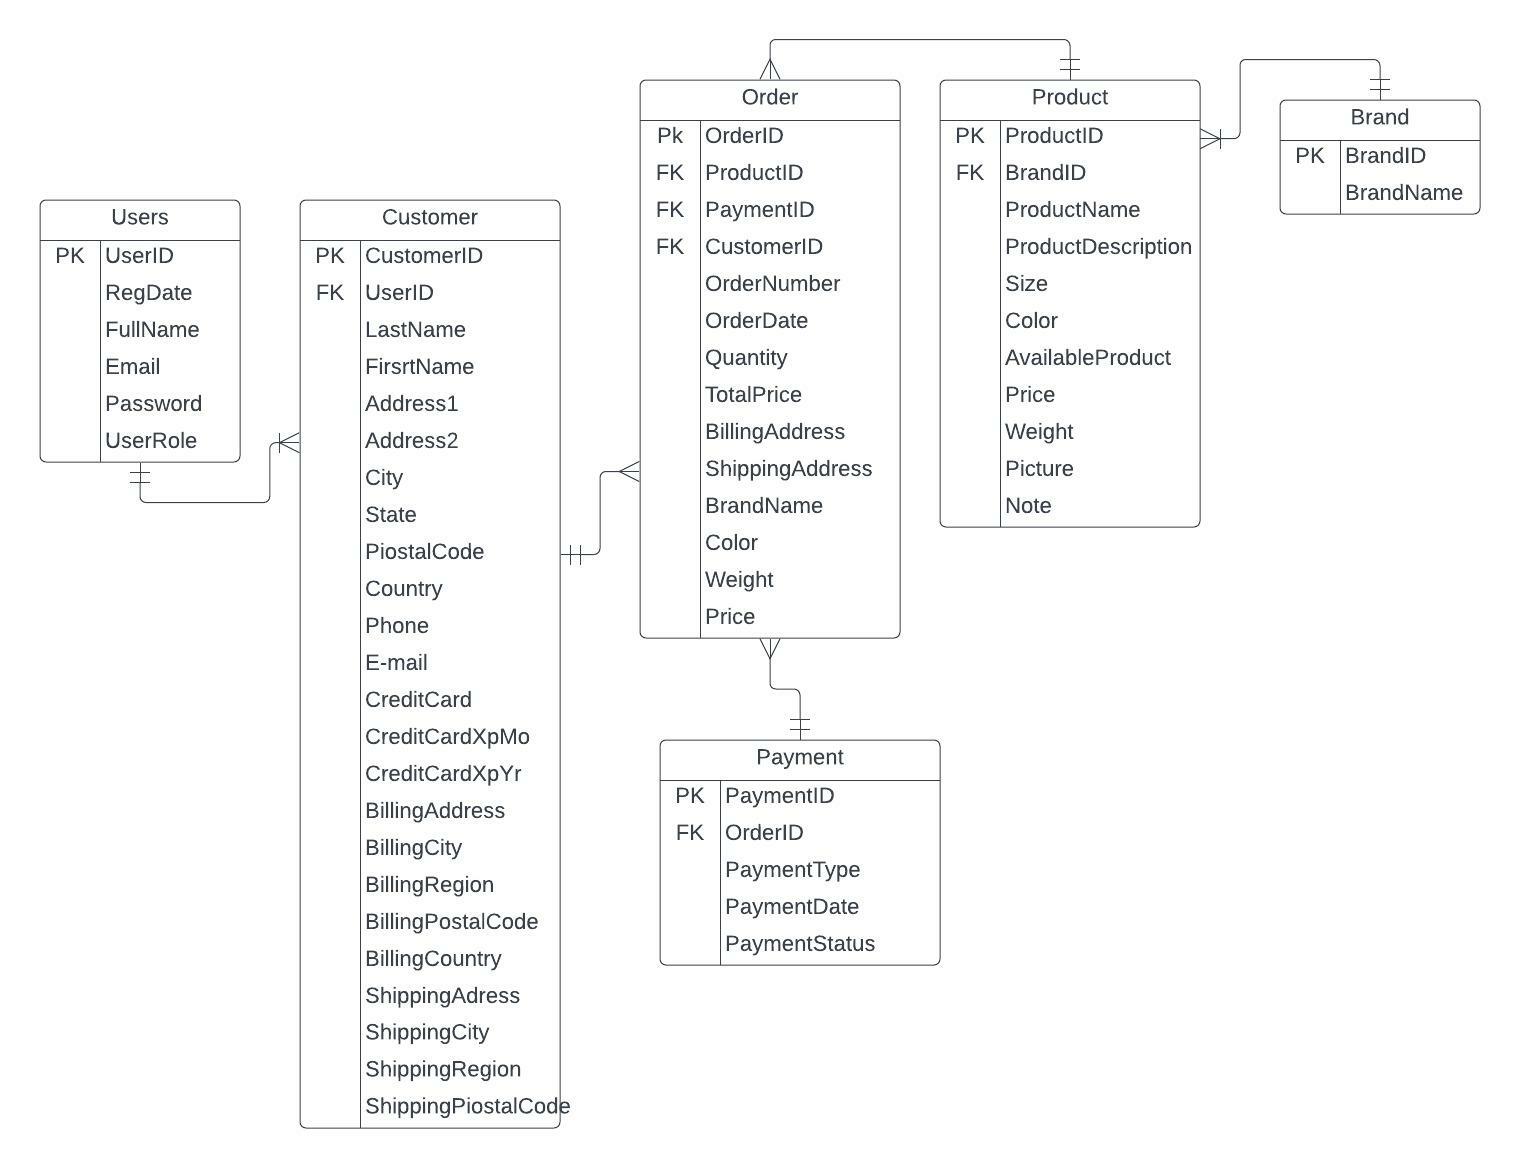 Users
PK UserID
RegDate
FullName
Email
Password
UserRole
Customer
PK CustomerID
FK UserID
LastName
FirsrtName
Address1
Address2
City
State
PiostalCode
Country
Phone
E-mail
CreditCard
CreditCardXpMo
CreditCardXpYr
BillingAddress
BillingCity
BillingRegion
BillingPostalCode
BillingCountry
ShippingAdress
ShippingCity
ShippingRegion
ShippingPiostalCode
Order
Pk OrderID
FK ProductID
FK PaymentID
FK CustomerID
OrderNumber
OrderDate
Quantity
TotalPrice
BillingAddress
ShippingAddress
BrandName
Color
Weight
Price
Payment
PK PaymentID
FK OrderID
PaymentType
PaymentDate
PaymentStatus
Product
PK ProductID
FK BrandID
ProductName
ProductDescription
Size
Color
AvailableProduct
Price
Weight
Picture
Note
Brand
PK BrandID
BrandName